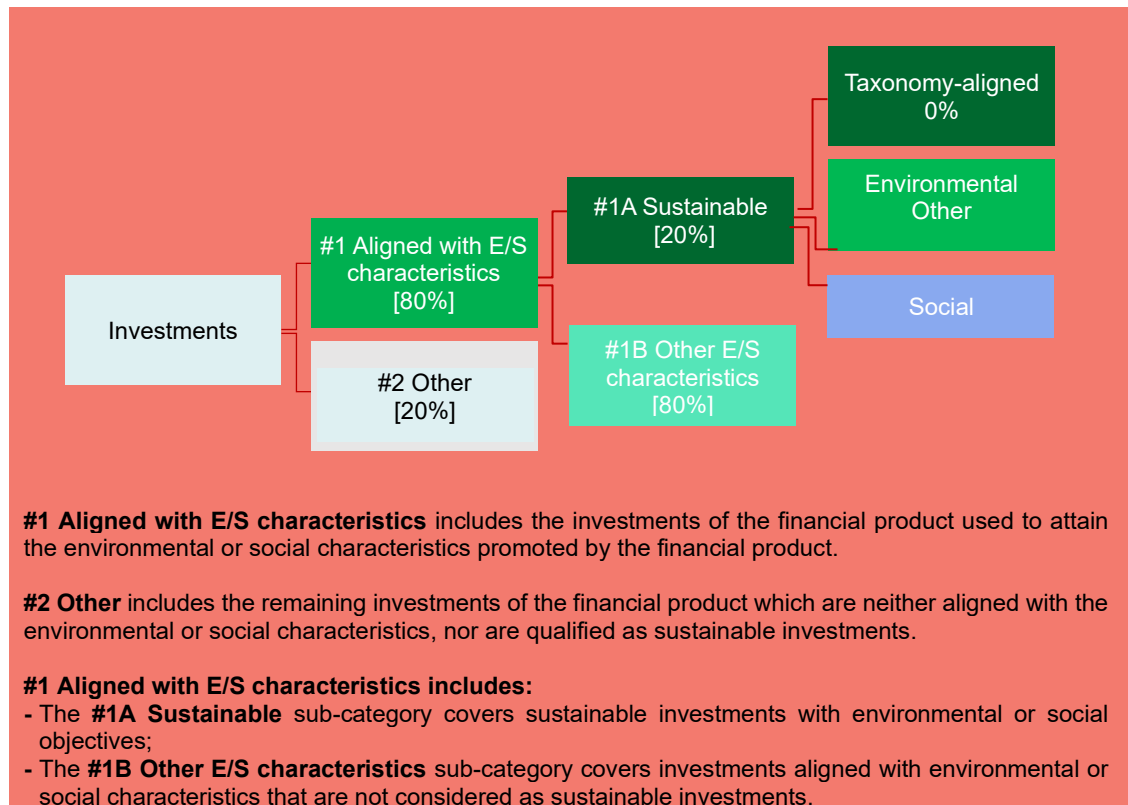 Taxonomy-aligned
0%
Environmental
Other
#1A Sustainable
[20%]
#1 Aligned with E/S
characteristics
[80%]
Social
Investments
#1B Other E/S
characteristics
[80%]
#2 Other
[20%]
#1 Aligned with E/S characteristics includes the investments of the financial product used to attain
the environmental or social characteristics promoted by the financial product.
#2 Other includes the remaining investments of the financial product which are neither aligned with the
environmental or social characteristics, nor are qualified as sustainable investments.
#1 Aligned with E/S characteristics includes:
- The #1A Sustainable sub-category covers sustainable investments with environmental or social
objectives;
- The #1B Other E/S characteristics sub-category covers investments aligned with environmental or
social characteristics that are not considered as sustainable investments.